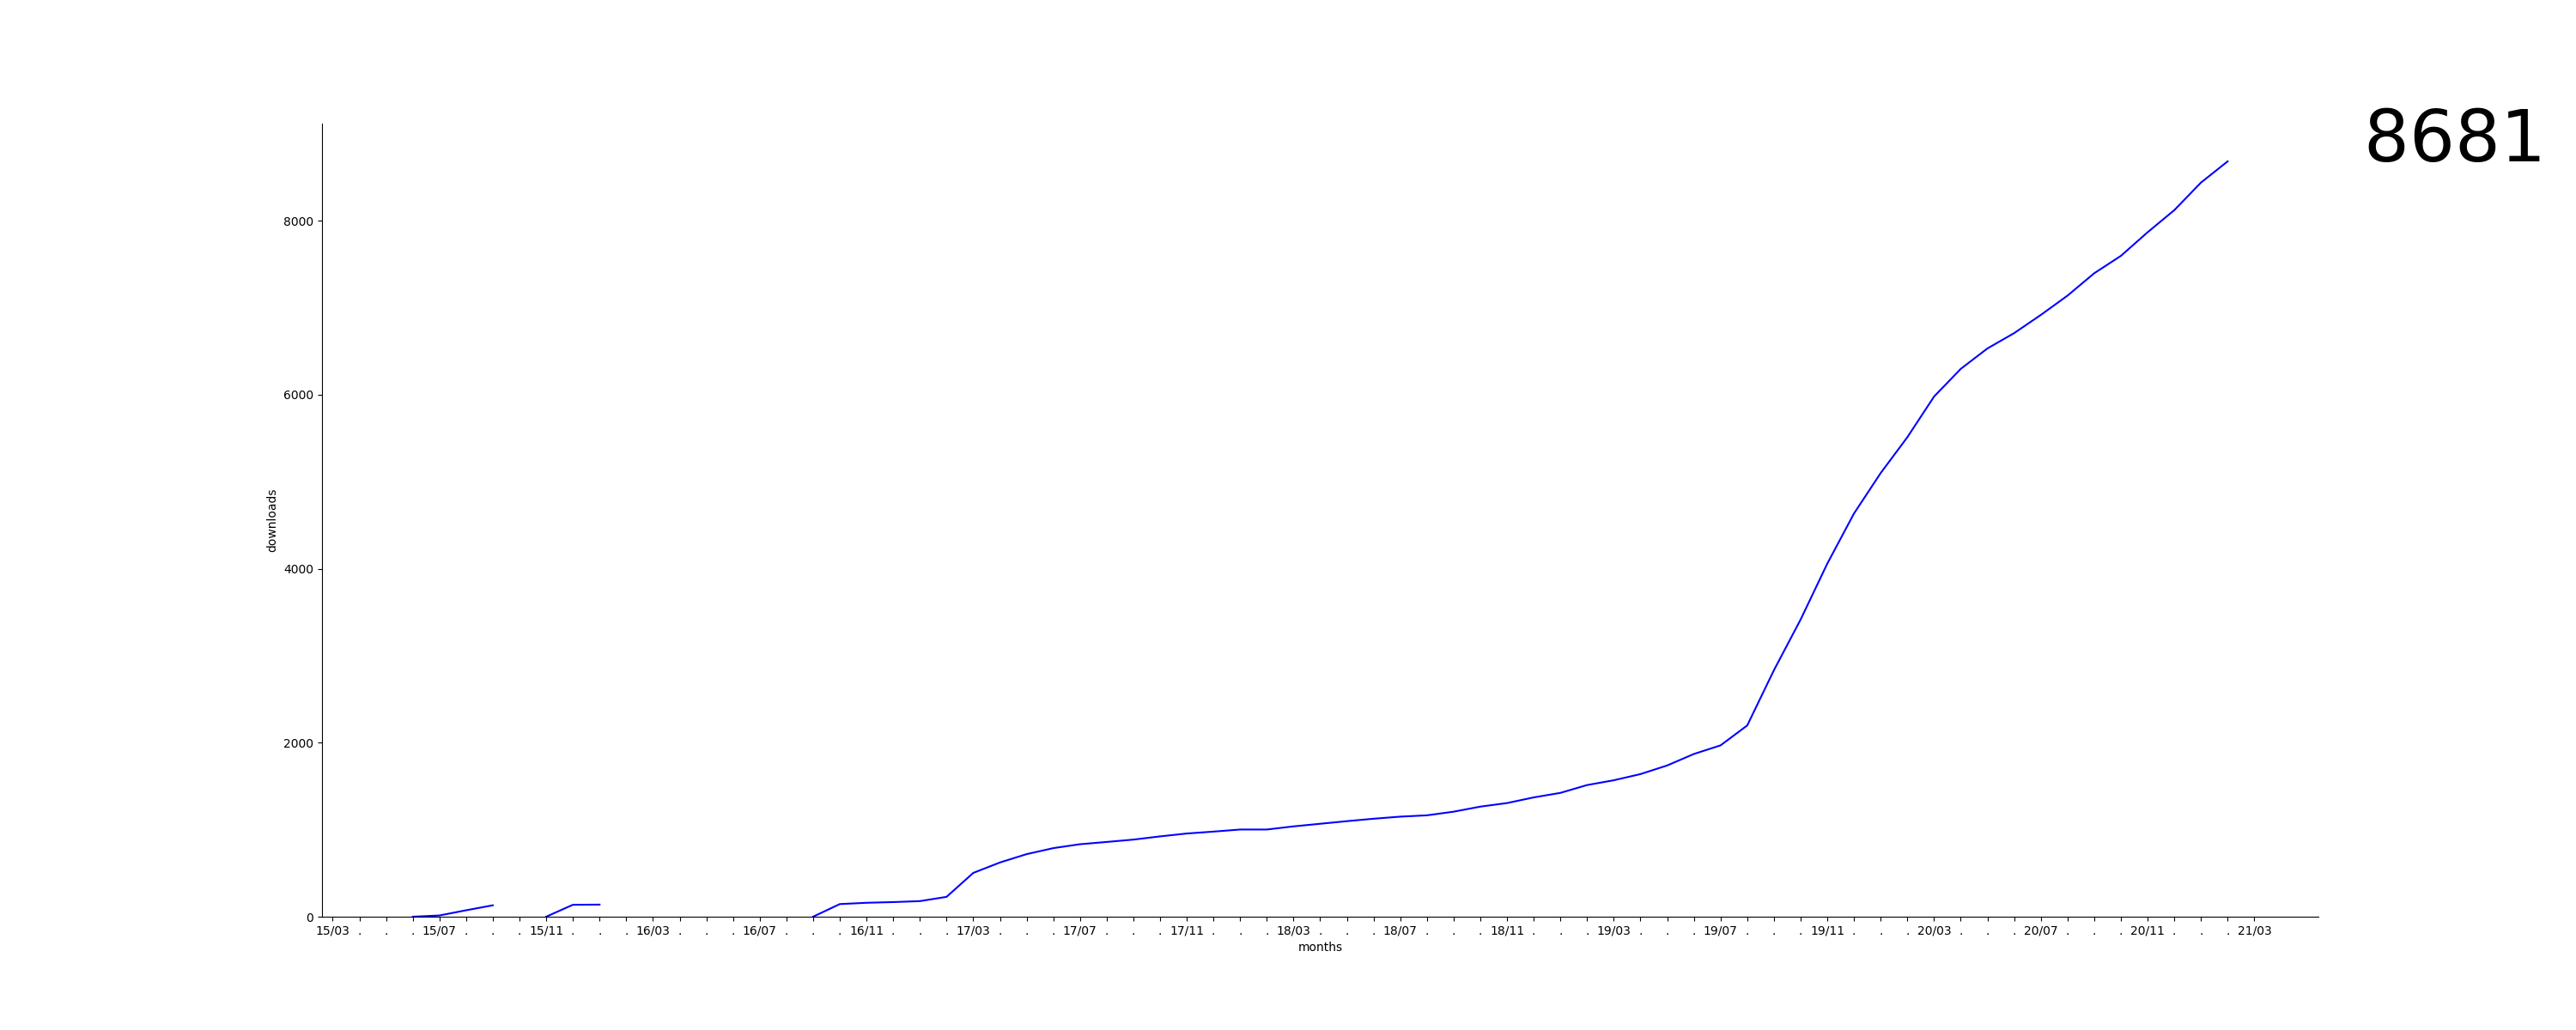 8681
8000
6000
4000
2000
0
downloads
15/03 . . . 15/07 . . . 15/11 . . . 16/03 . . . 16/07 . . . 16/11 . . . 17/03 . . . 17/07 . . . 17/11 . . . 18/03 . . . 18/07 . . . 18/11 . . . 19/03 . . . 19/07 . . . 19/11 . . . 20/03 . . . 20/07 . . . 20/11 . . . 21/03
months